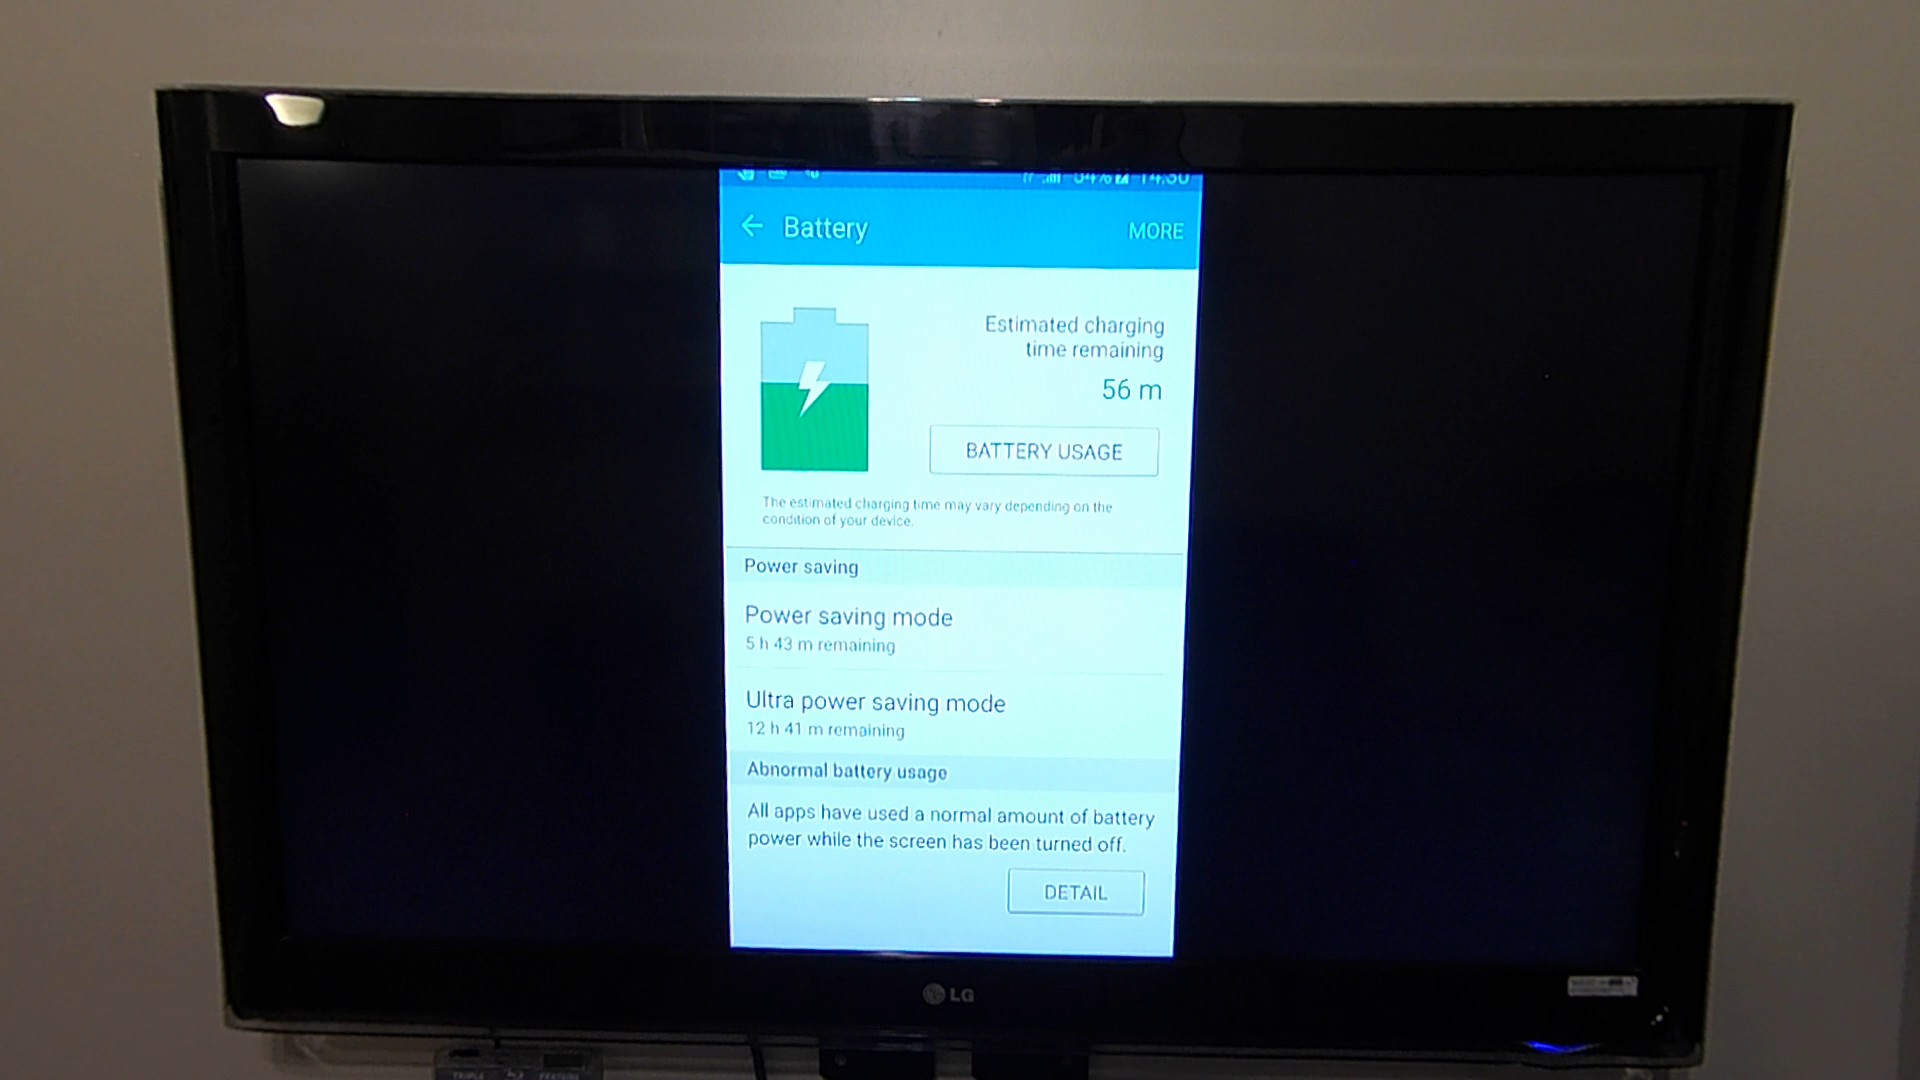 54% 14:30
Battery
MORE
Estimated charging
time remaining
56 m
BATTERY USAGE
The estimated charging time may vary depending on the
condition of your device.
Power saving
Power saving mode
5 h 43 m remaining
Ultra power saving mode
12 h 41 m remaining
Abnormal battery usage
All apps have used a normal amount of battery
power while the screen has been turned off.
DETAIL
LG